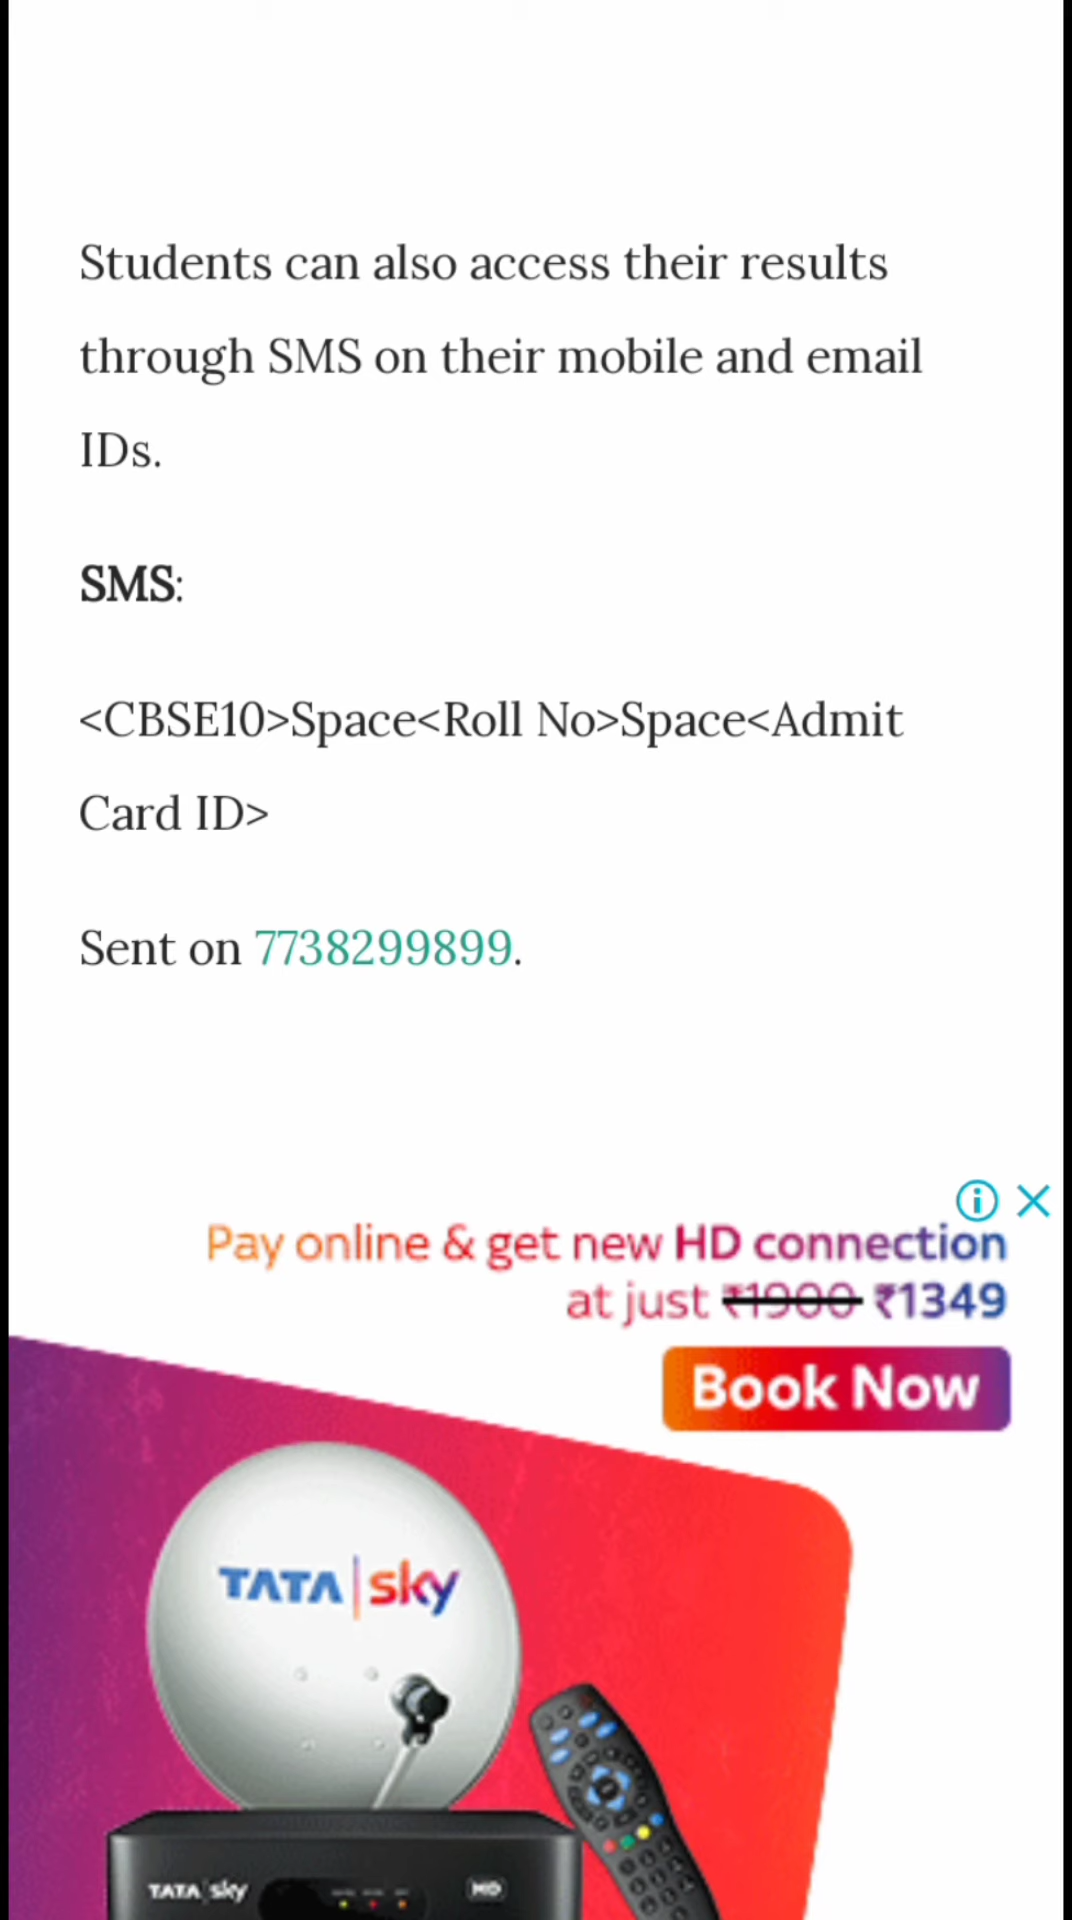 Students can also access their results
through SMS on their mobile and email
IDs.
SMS:
<CBSE10>Space<Roll No>Space<Admit
Card ID>
Sent on 7738299899.
Pay online & get new HD connection
at just ₹1900 ₹1349
Book Now
TATA sky
TATA sky HD